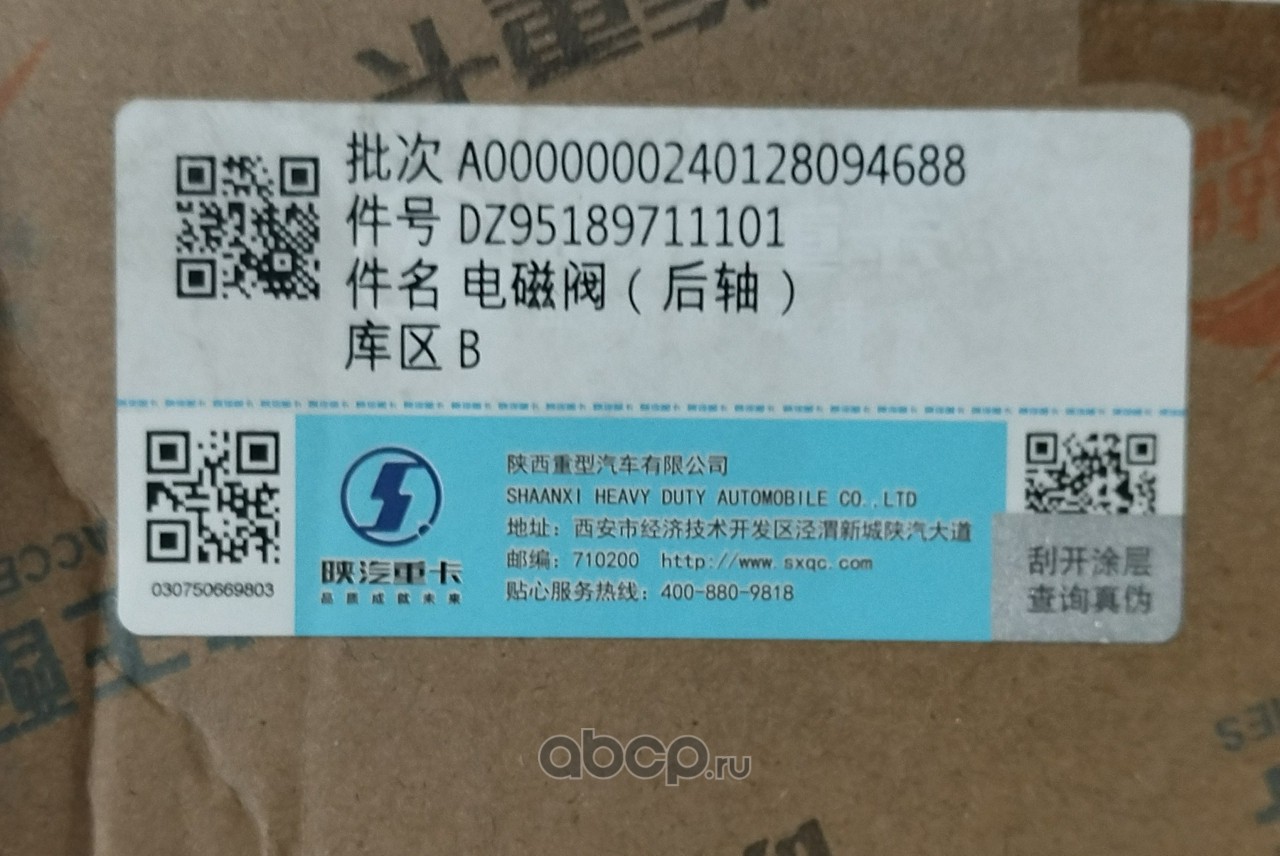 批次 A0000000240128094688
件号 DZ95189711101
件名 电磁阀（后轴）
库区 B
陕西重型汽车有限公司
SHAANXI HEAVY DUTY AUTOMOBILE CO.,LTD
地址：西安市经济技术开发区泾渭新城陕汽大道
邮编：710200 http://www.sxqc.com
贴心服务热线：400-880-9818
陕汽重卡
品质成就未来
030750669803
刮开涂层
查询真伪
abcp.ru